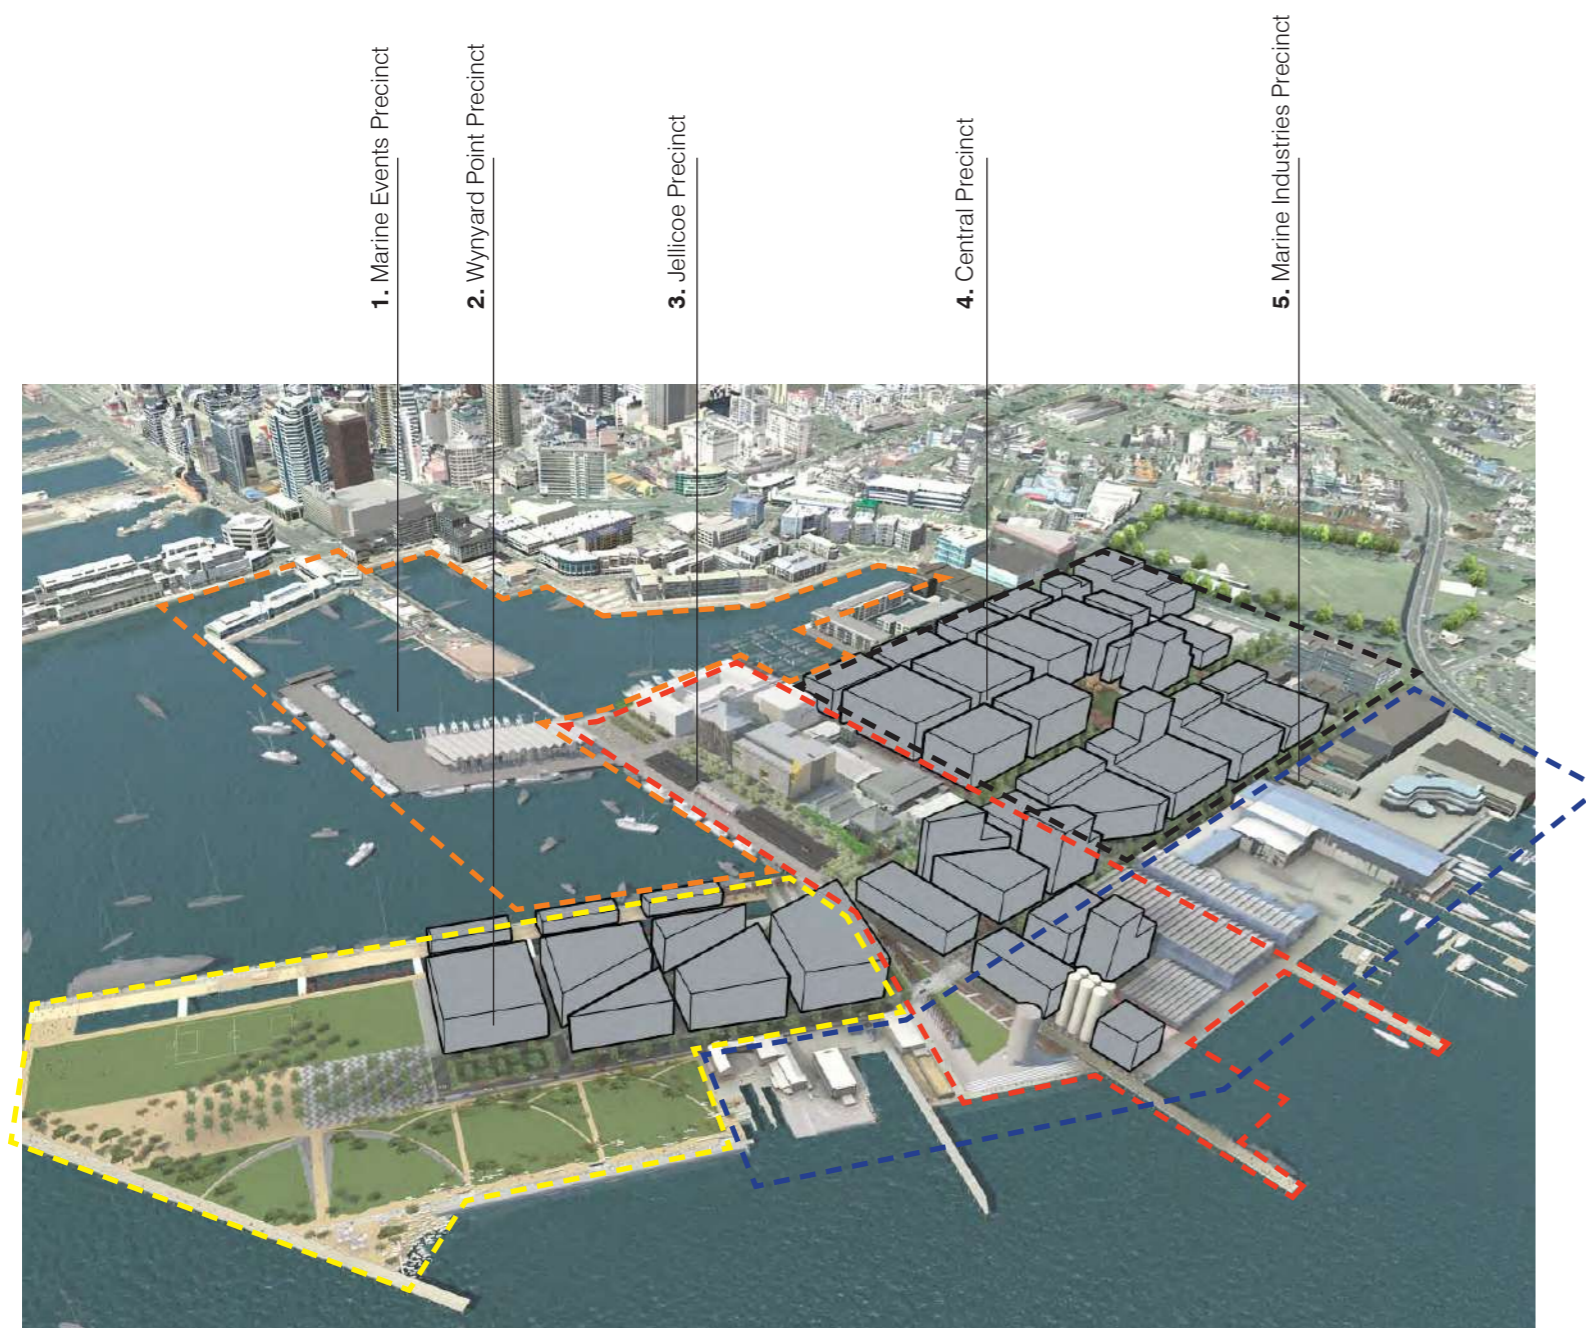 1. Marine Events Precinct
2. Wynyard Point Precinct
3. Jellicoe Precinct
4. Central Precinct
5. Marine Industries Precinct